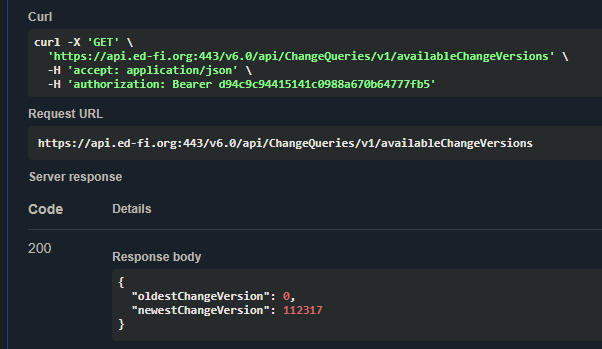 Curl
curl -X 'GET' \
'https://api.ed-fi.org:443/v6.0/api/ChangeQueries/v1/availableChangeVersions' \
-H 'accept: application/json' \
-H 'authorization: Bearer d94c9c94415141c0988a670b64777fb5'
Request URL
https://api.ed-fi.org:443/v6.0/api/ChangeQueries/v1/availableChangeVersions
Server response
Code Details
200
Response body
{
"oldestChangeVersion": 0,
"newestChangeVersion": 112317
}